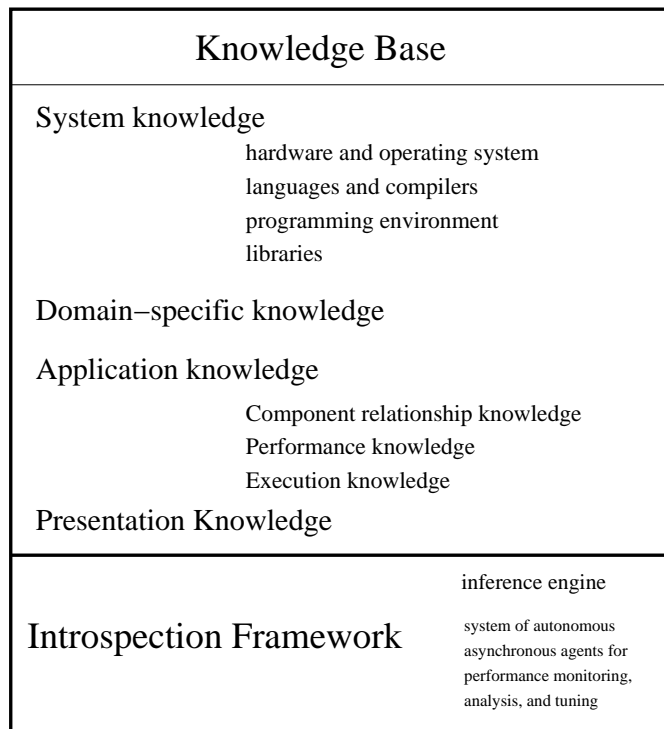 Knowledge Base
System knowledge
hardware and operating system
languages and compilers
programming environment
libraries
Domain−specific knowledge
Application knowledge
Component relationship knowledge
Performance knowledge
Execution knowledge
Presentation Knowledge
inference engine
Introspection Framework
system of autonomous
asynchronous agents for
performance monitoring,
analysis, and tuning